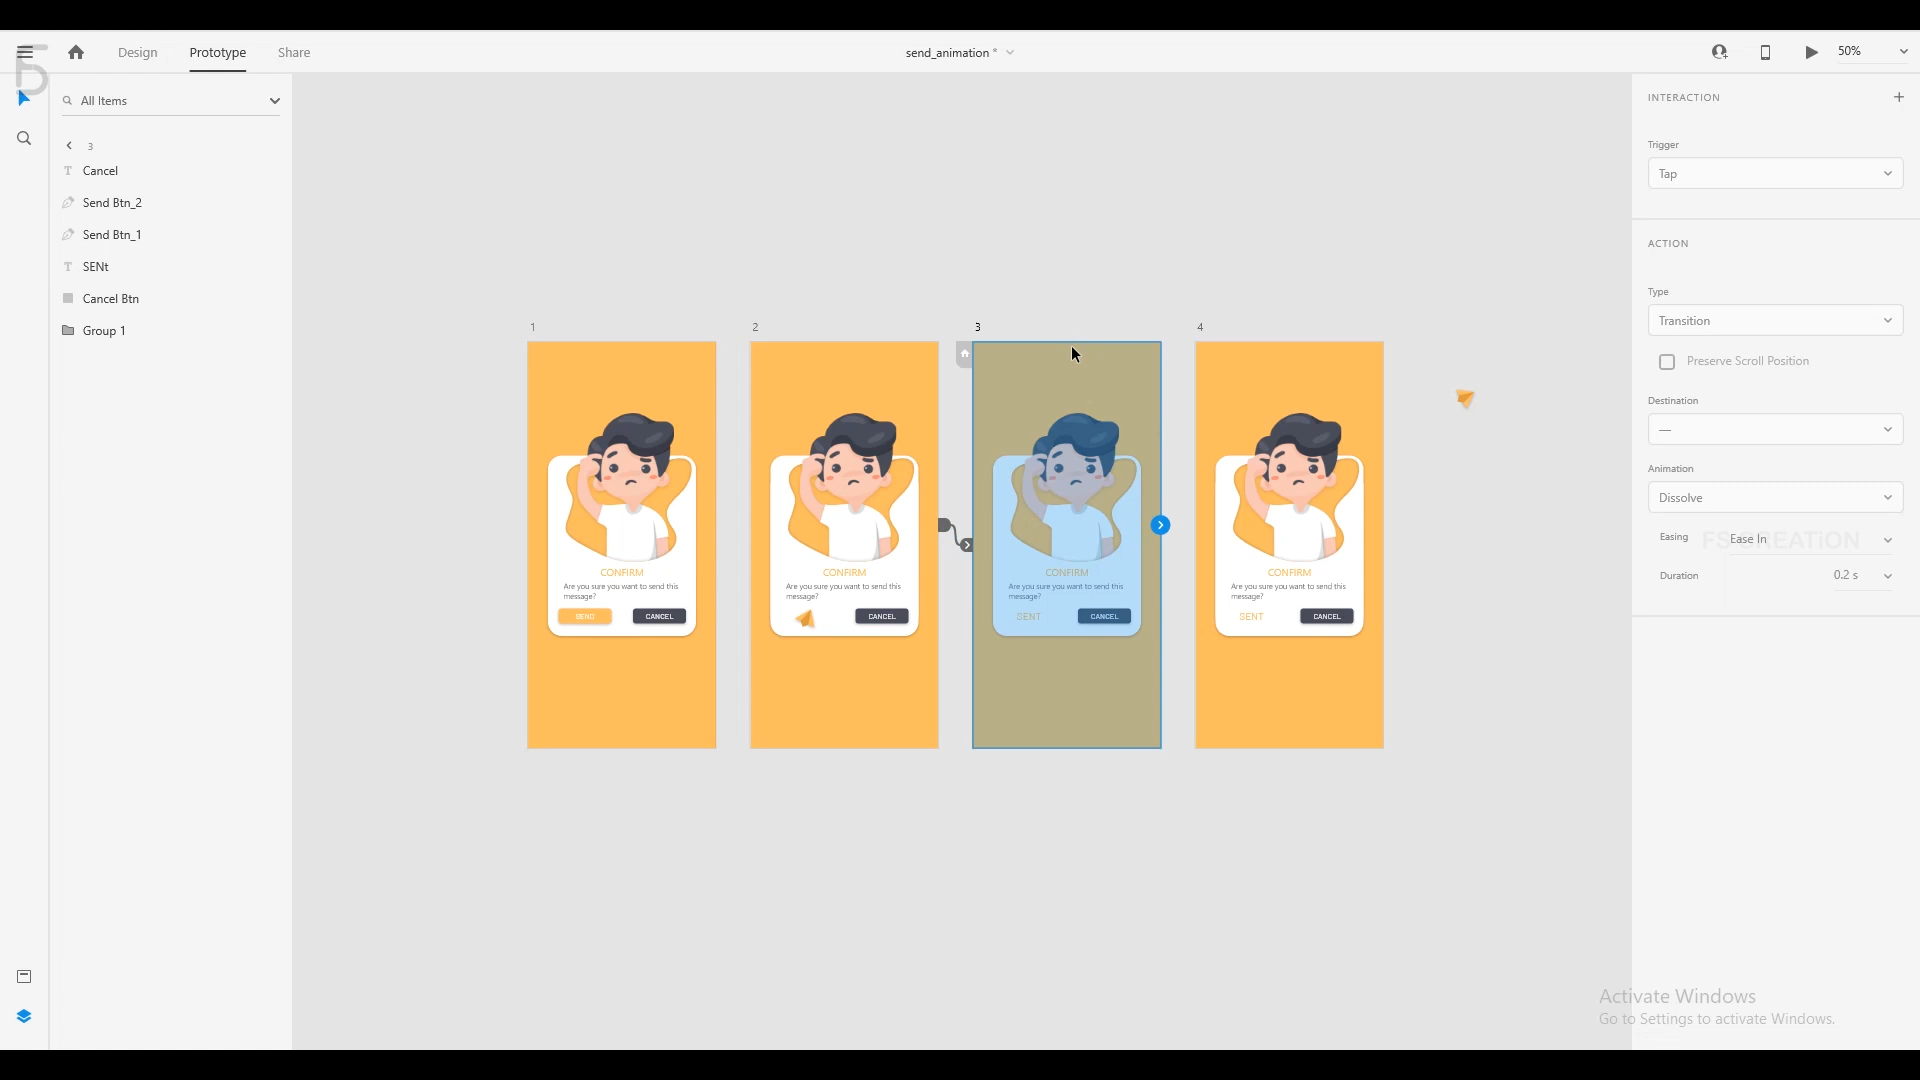 Design
Prototype
Share
send_animation *
50%
All Items
3
Cancel
Send Btn_2
Send Btn_1
SENt
Cancel Btn
Group 1
1
2
3
4
CONFIRM
Are you sure you want to send this
message?
SEND
CANCEL
CONFIRM
Are you sure you want to send this
message?
CANCEL
CONFIRM
Are you sure you want to send this
message?
SENT
CANCEL
CONFIRM
Are you sure you want to send this
message?
SENT
CANCEL
INTERACTION
Trigger
Tap
ACTION
Type
Transition
Preserve Scroll Position
Destination
—
Animation
Dissolve
Easing
Ease In
FS CREATION
Duration
0.2 s
Activate Windows
Go to Settings to activate Windows.